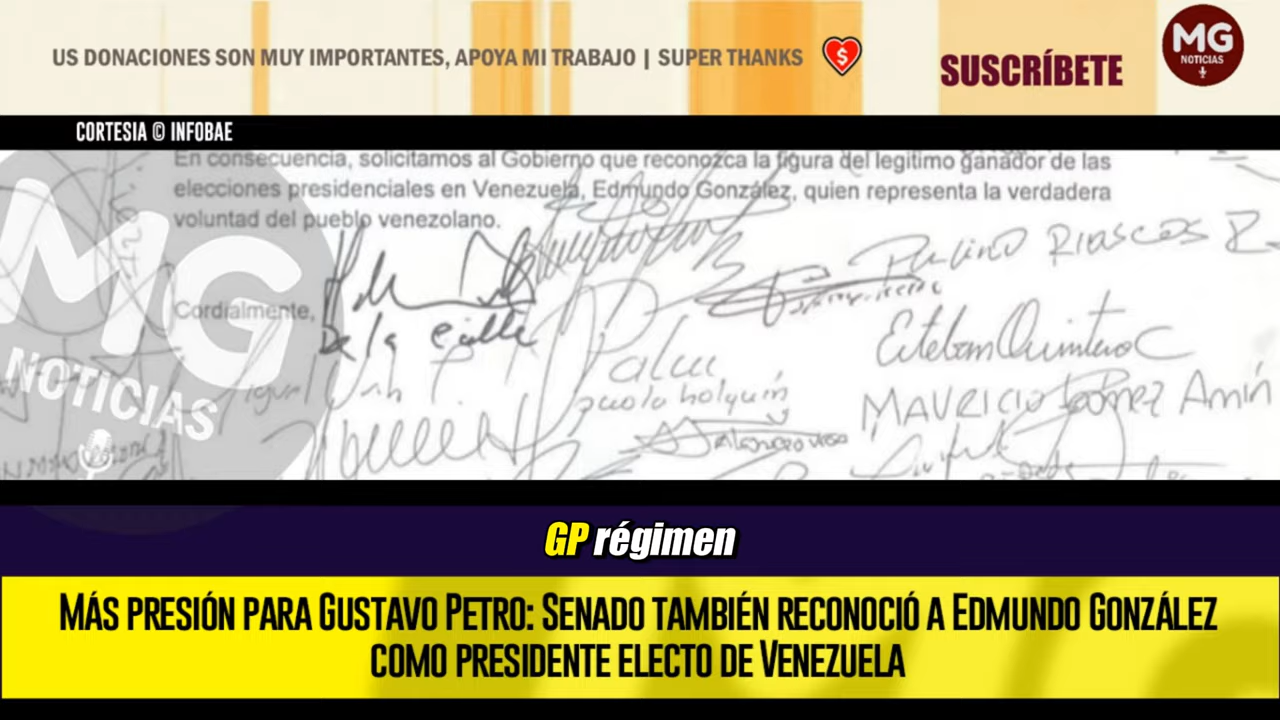 US DONACIONES SON MUY IMPORTANTES, APOYA MI TRABAJO | SUPER THANKS
SUSCRÍBETE
MG
NOTICIAS
CORTESIA © INFOBAE
En consecuencia, solicitamos al Gobierno que reconozca la figura del legítimo ganador de las
elecciones presidenciales en Venezuela, Edmundo González, quien representa la verdadera
voluntad del pueblo venezolano.
Cordialmente,
De la Calle
Paulino Riascos R
Esteban Quintero C
paola holguín
MAURICIO Gómez Amín
MG
NOTICIAS
GP régimen
MÁS PRESIÓN PARA GUSTAVO PETRO: SENADO TAMBIÉN RECONOCIÓ A EDMUNDO GONZÁLEZ
COMO PRESIDENTE ELECTO DE VENEZUELA